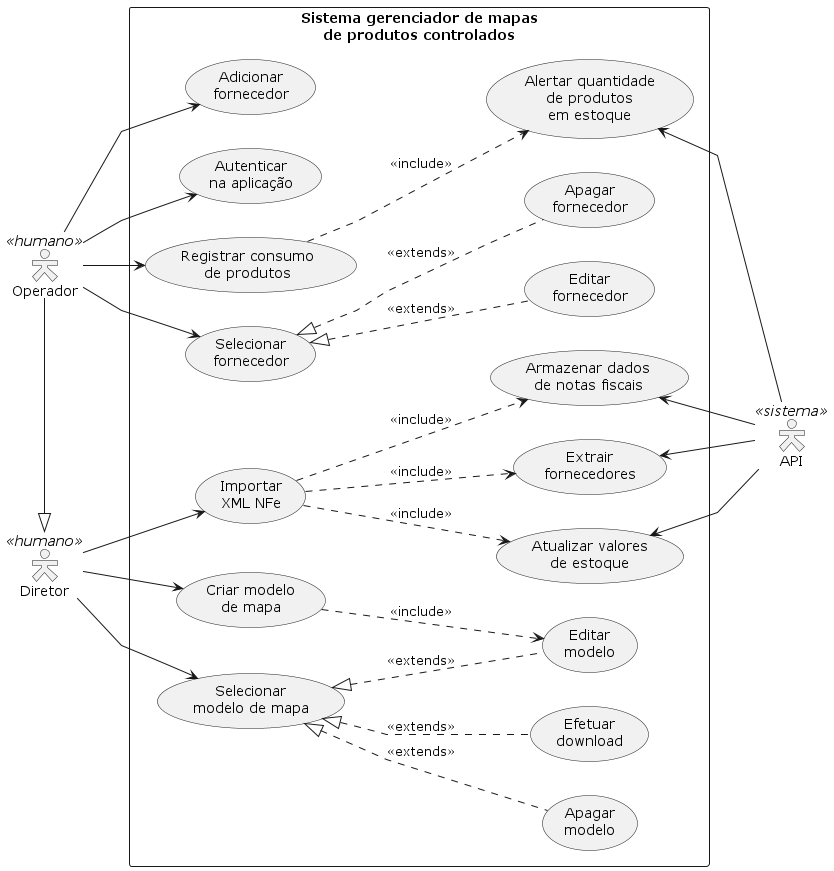 Sistema gerenciador de mapas
de produtos controlados
Adicionar
fornecedor
Alertar quantidade
de produtos
em estoque
Autenticar
na aplicação
«include»
Apagar
fornecedor
«humano»
Operador
Registrar consumo
de produtos
«extends»
Editar
fornecedor
«extends»
Selecionar
fornecedor
Armazenar dados
de notas fiscais
«sistema»
API
«include»
Extrair
fornecedores
«include»
Importar
XML NFe
«include»
Atualizar valores
de estoque
«humano»
Diretor
Criar modelo
de mapa
«include»
Editar
modelo
«extends»
Selecionar
modelo de mapa
«extends»
Efetuar
download
«extends»
Apagar
modelo